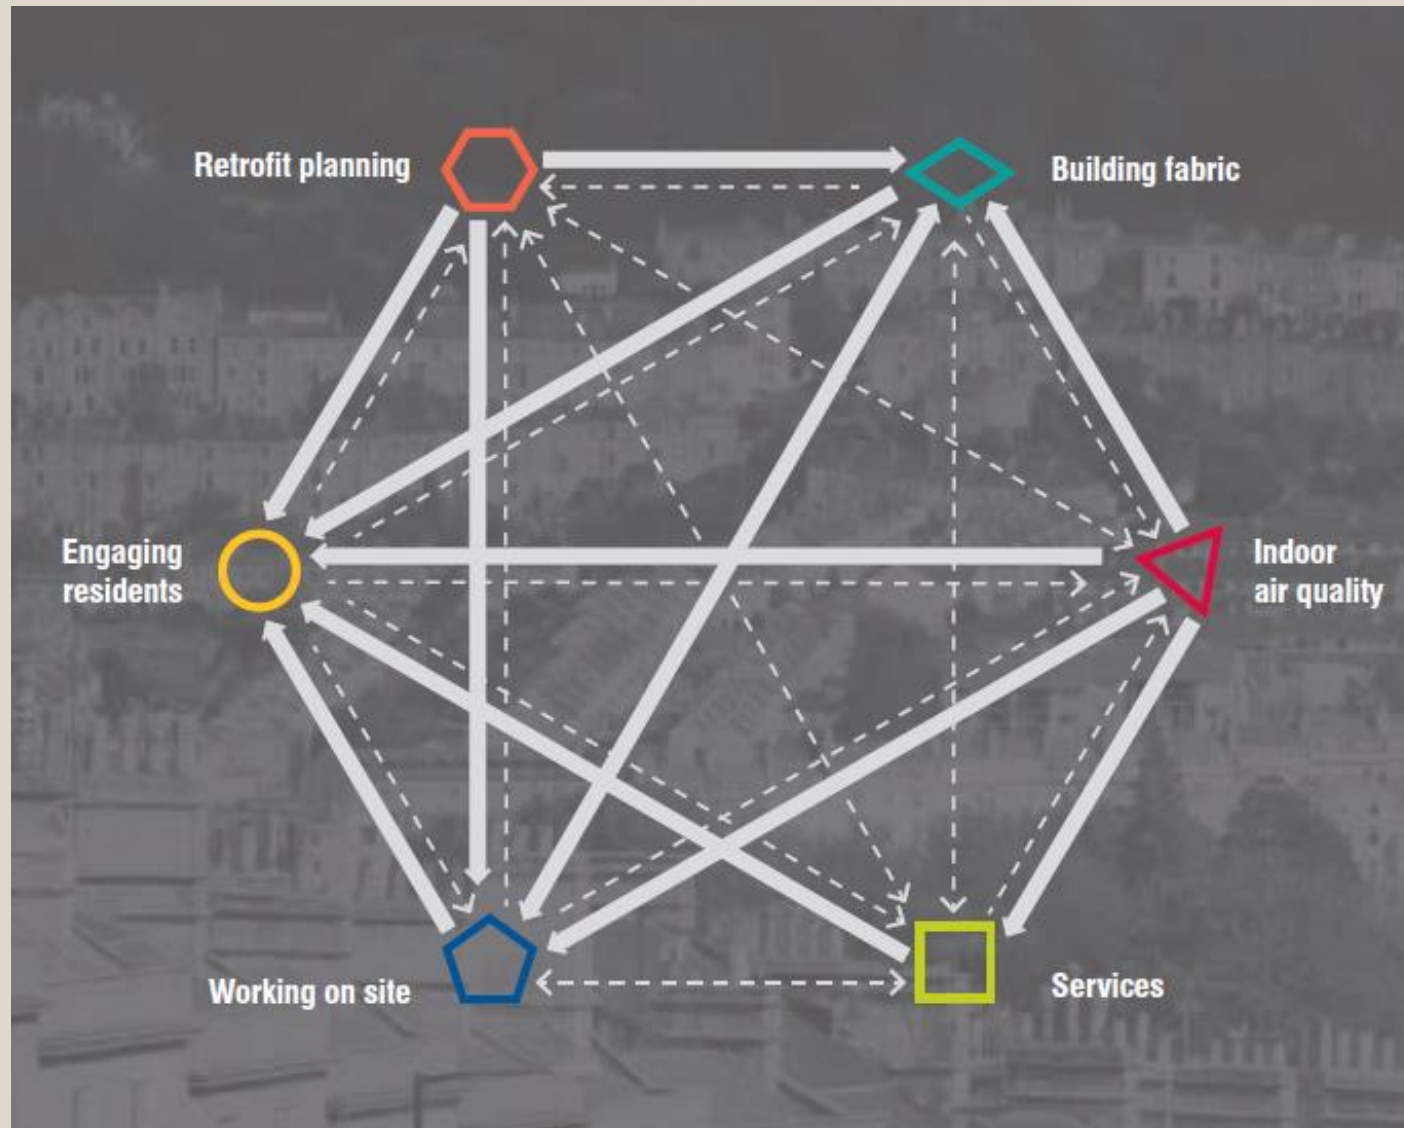 Retrofit planning
Building fabric
Engaging
residents
Indoor
air quality
Working on site
Services